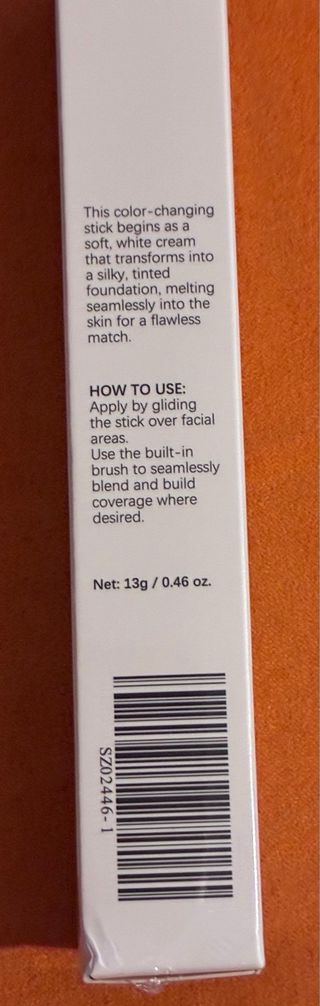 This color-changing
stick begins as a
soft, white cream
that transforms into
a silky, tinted
foundation, melting
seamlessly into the
skin for a flawless
match.
HOW TO USE:
Apply by gliding
the stick over facial
areas.
Use the built-in
brush to seamlessly
blend and build
coverage where
desired.
Net: 13g / 0.46 oz.
SZ02446-1